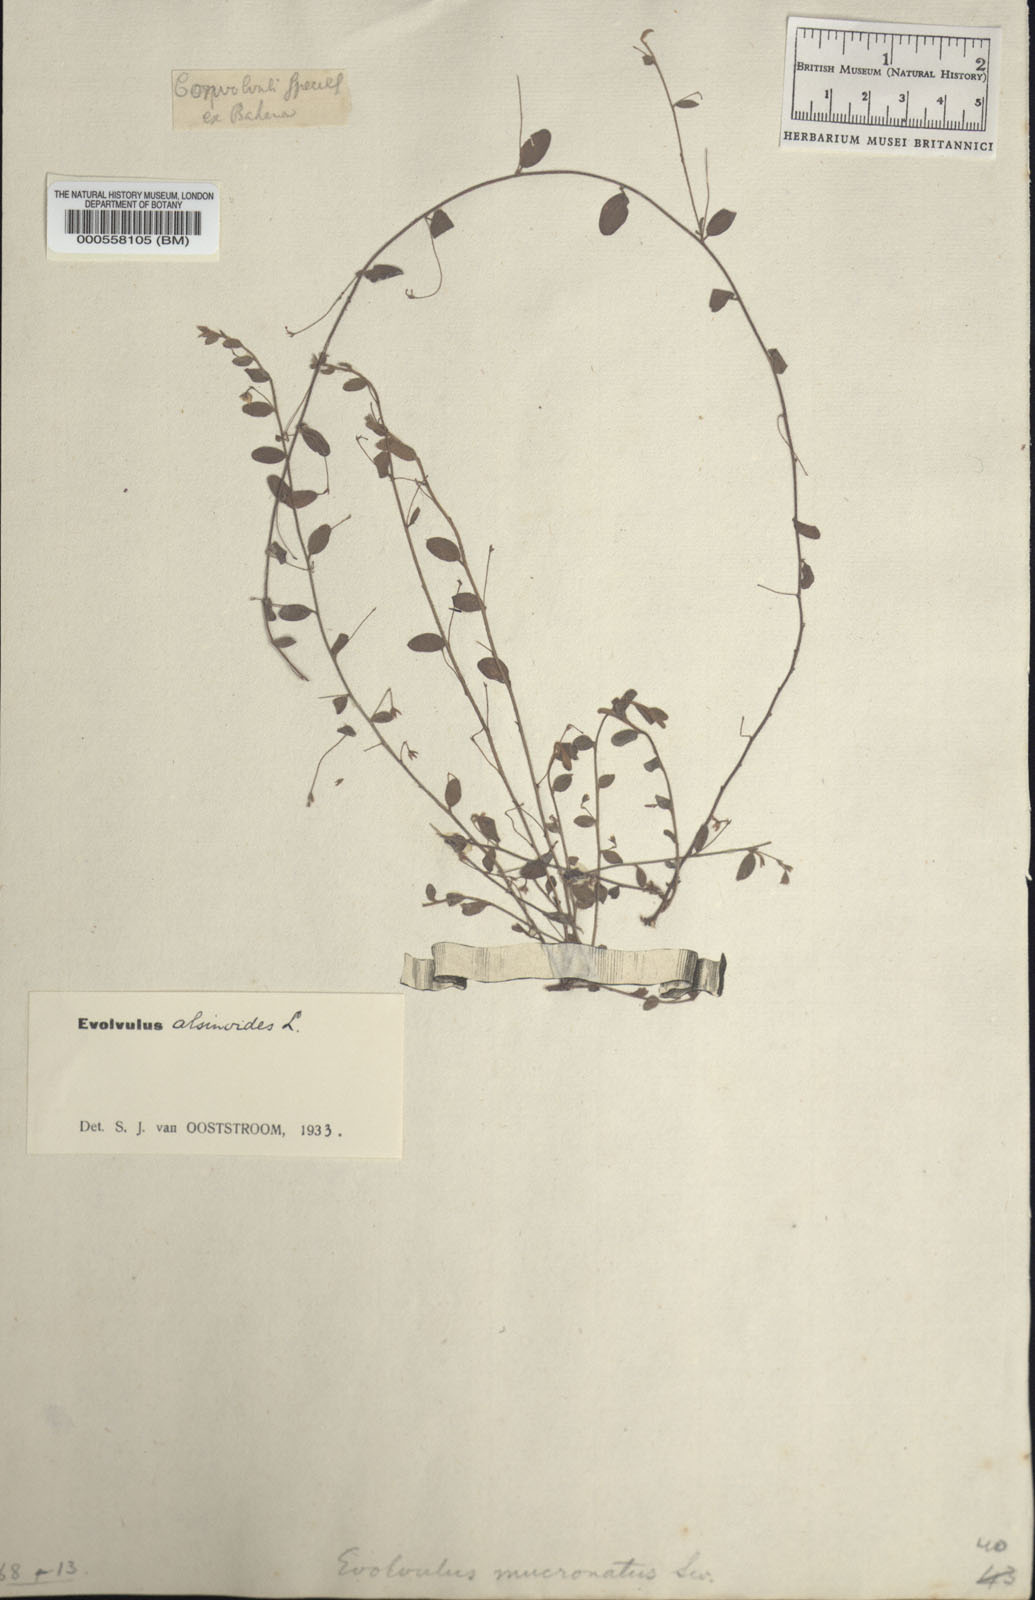 Convolvuli species
ex Bahama
THE NATURAL HISTORY MUSEUM, LONDON
DEPARTMENT OF BOTANY
000558105 (BM)
1 2
BRITISH MUSEUM (NATURAL HISTORY)
1 2 3 4 5
HERBARIUM MUSEI BRITANNICI
Evolvulus alsinoides L.
Det. S. J. van OOSTSTROOM, 1933.
Evolvulus mucronatus Sw.
40
43